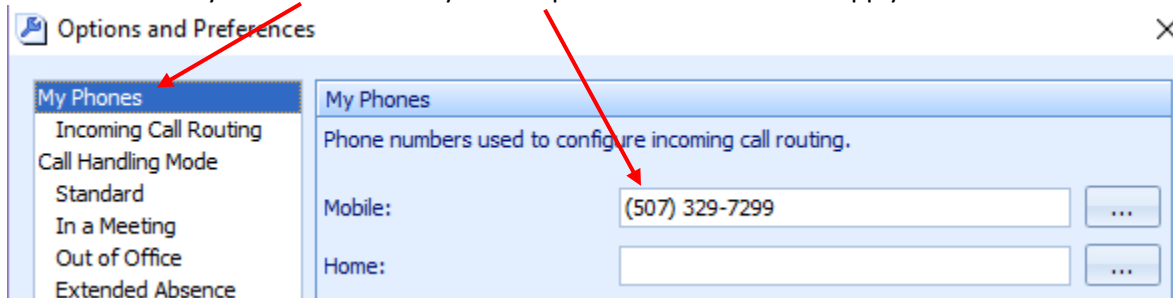 Options and Preferences
My Phones
Incoming Call Routing
Call Handling Mode
Standard
In a Meeting
Out of Office
Extended Absence
My Phones
Phone numbers used to configure incoming call routing.
Mobile: (507) 329-7299 ...
Home: ...